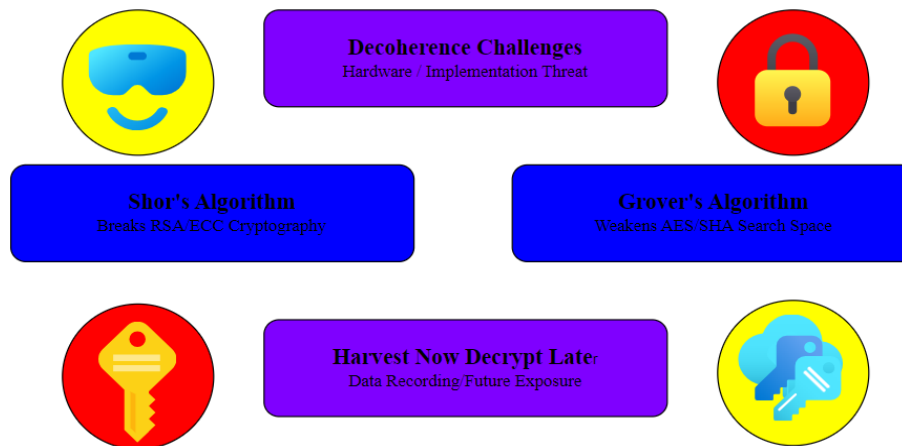 Decoherence Challenges
Hardware / Implementation Threat
Shor's Algorithm
Breaks RSA/ECC Cryptography
Grover's Algorithm
Weakens AES/SHA Search Space
Harvest Now Decrypt Later
Data Recording/Future Exposure